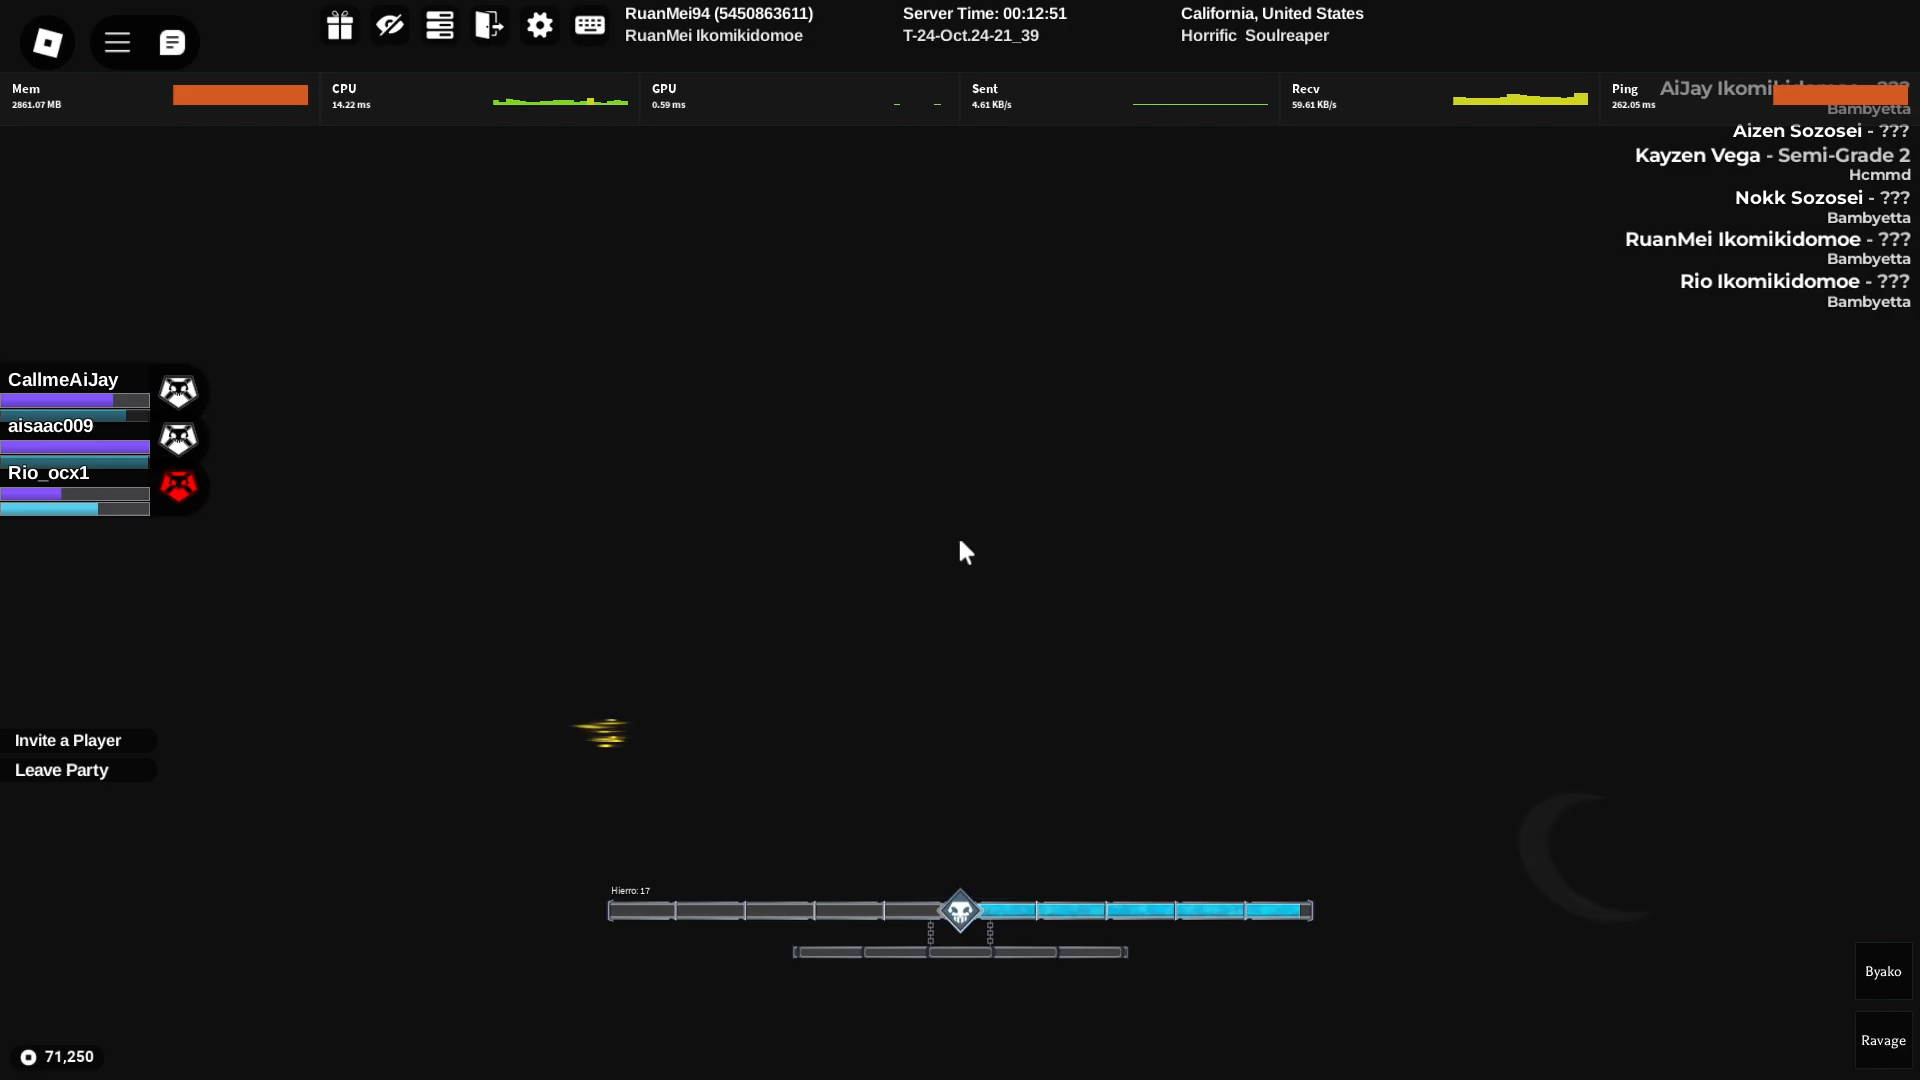 RuanMei94 (5450863611)
RuanMei Ikomikidomoe
Server Time: 00:12:51
T-24-Oct.24-21_39
California, United States
Horrific Soulreaper
Mem
2861.07 MB
CPU
14.22 ms
GPU
0.59 ms
Sent
4.61 KB/s
Recv
59.61 KB/s
Ping
262.05 ms
AiJay Ikomikidomoe - ???
Bambyetta
Aizen Sozosei - ???
Kayzen Vega - Semi-Grade 2
Hcmmd
Nokk Sozosei - ???
Bambyetta
RuanMei Ikomikidomoe - ???
Bambyetta
Rio Ikomikidomoe - ???
Bambyetta
CallmeAiJay
aisaac009
Rio_ocx1
Invite a Player
Leave Party
Hierro: 17
Byako
Ravage
71,250